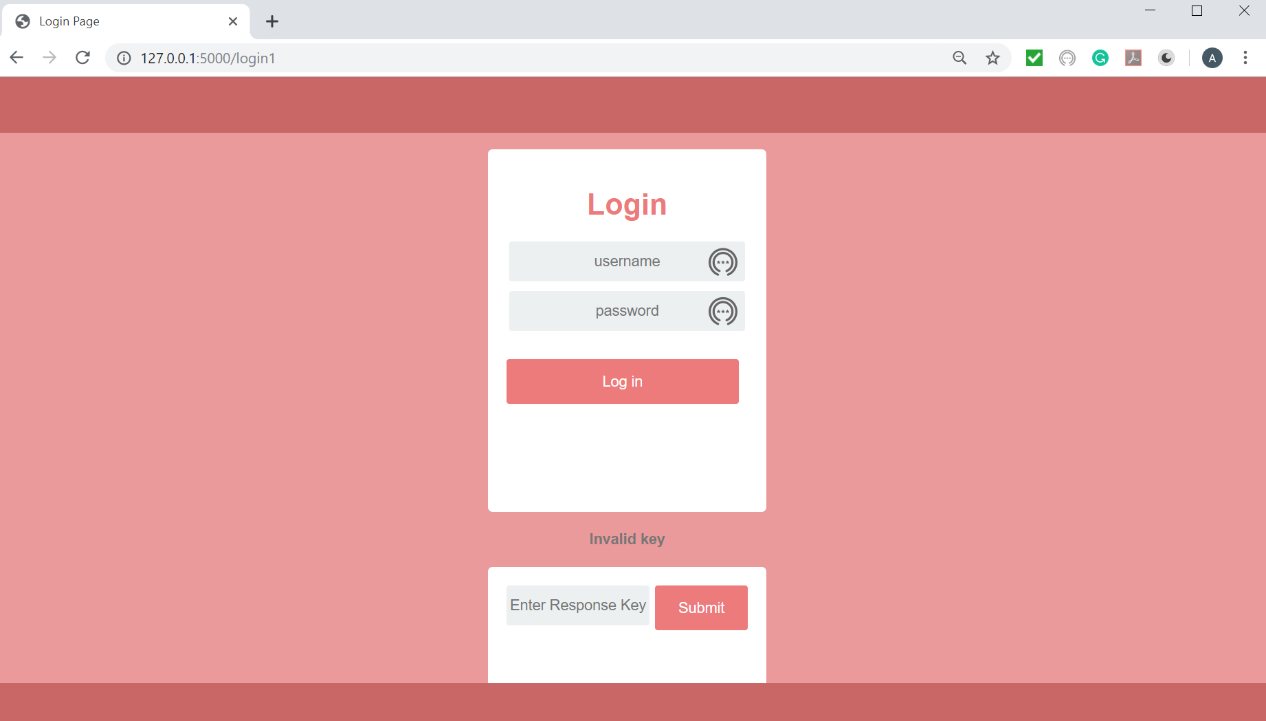 Login Page
127.0.0.1:5000/login1
A
Login
username
password
Log in
Invalid key
Enter Response Key
Submit